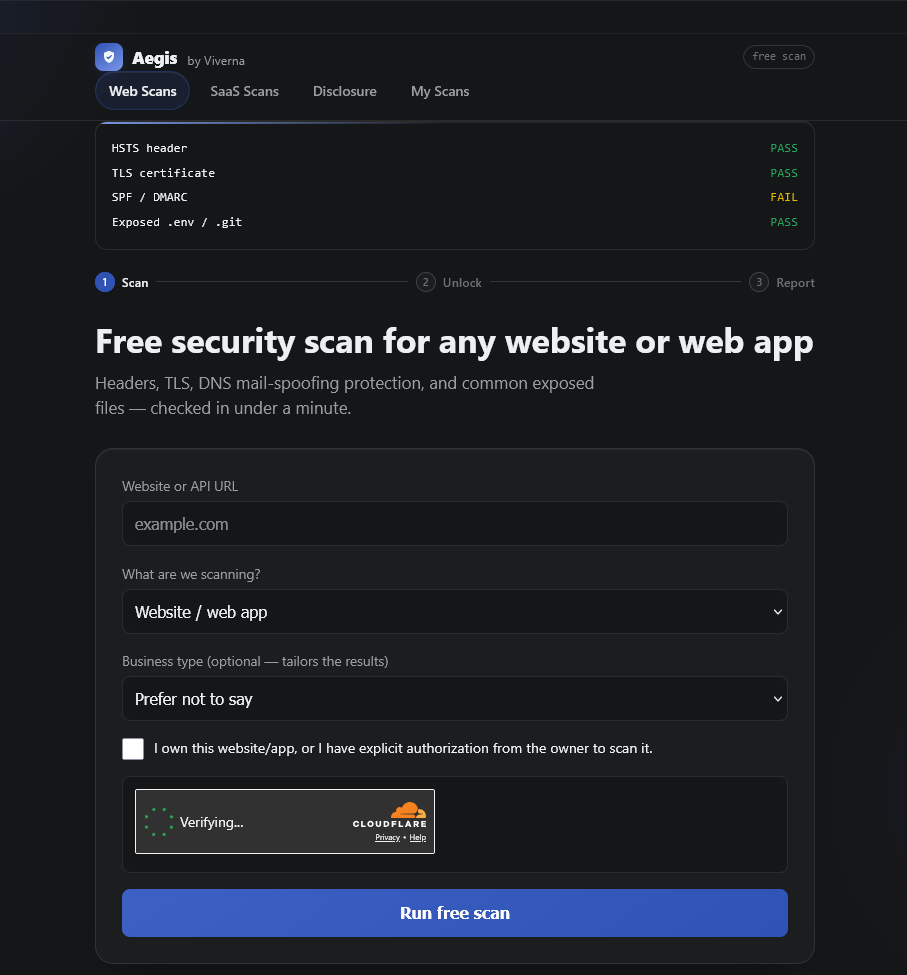 Aegis by Viverna
free scan
Web Scans SaaS Scans Disclosure My Scans
HSTS header PASS
TLS certificate PASS
SPF / DMARC FAIL
Exposed .env / .git PASS
1 Scan 2 Unlock 3 Report
Free security scan for any website or web app
Headers, TLS, DNS mail-spoofing protection, and common exposed
files — checked in under a minute.
Website or API URL
example.com
What are we scanning?
Website / web app
Business type (optional — tailors the results)
Prefer not to say
I own this website/app, or I have explicit authorization from the owner to scan it.
Verifying...
CLOUDFLARE
Privacy • Help
Run free scan